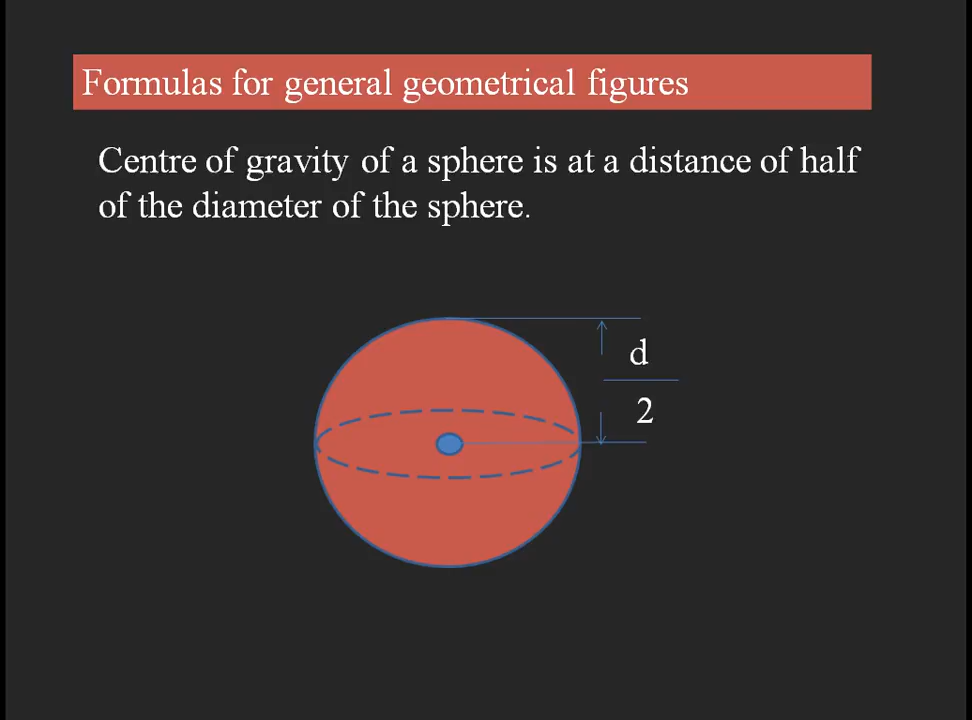 Formulas for general geometrical figures
Centre of gravity of a sphere is at a distance of half
of the diameter of the sphere.
d
2